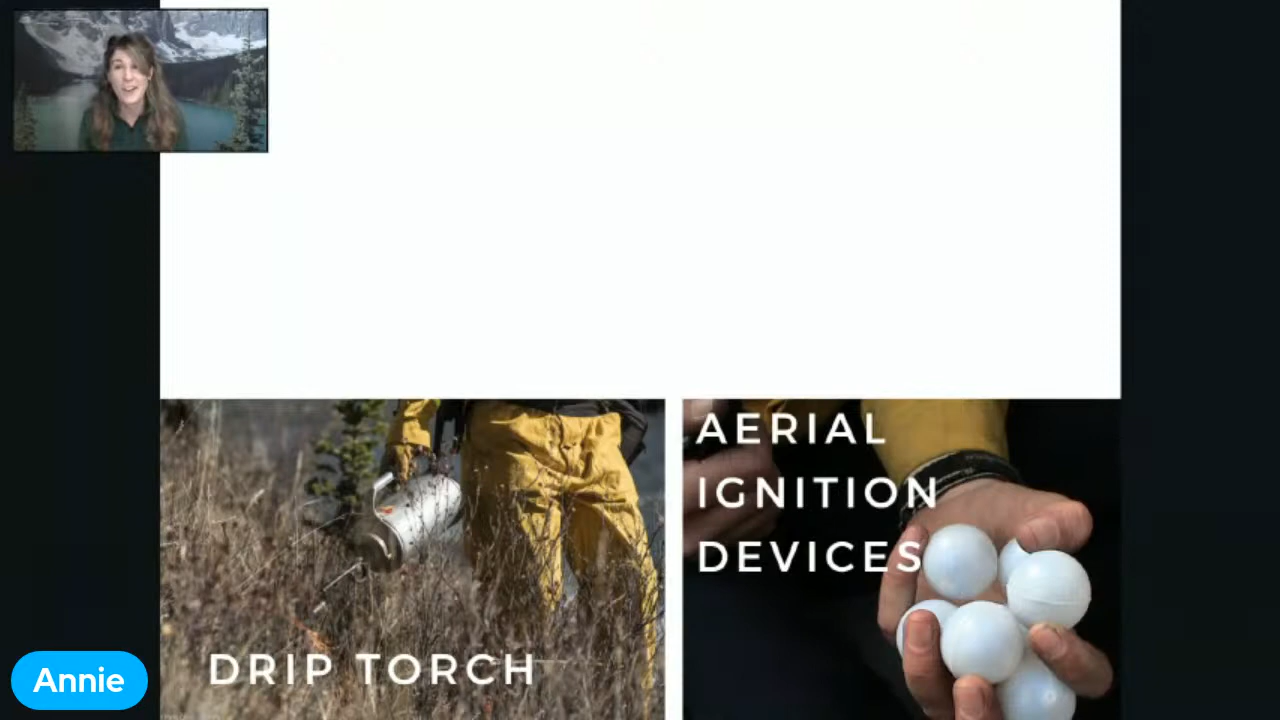 DRIP TORCH
AERIAL
IGNITION
DEVICES
Annie